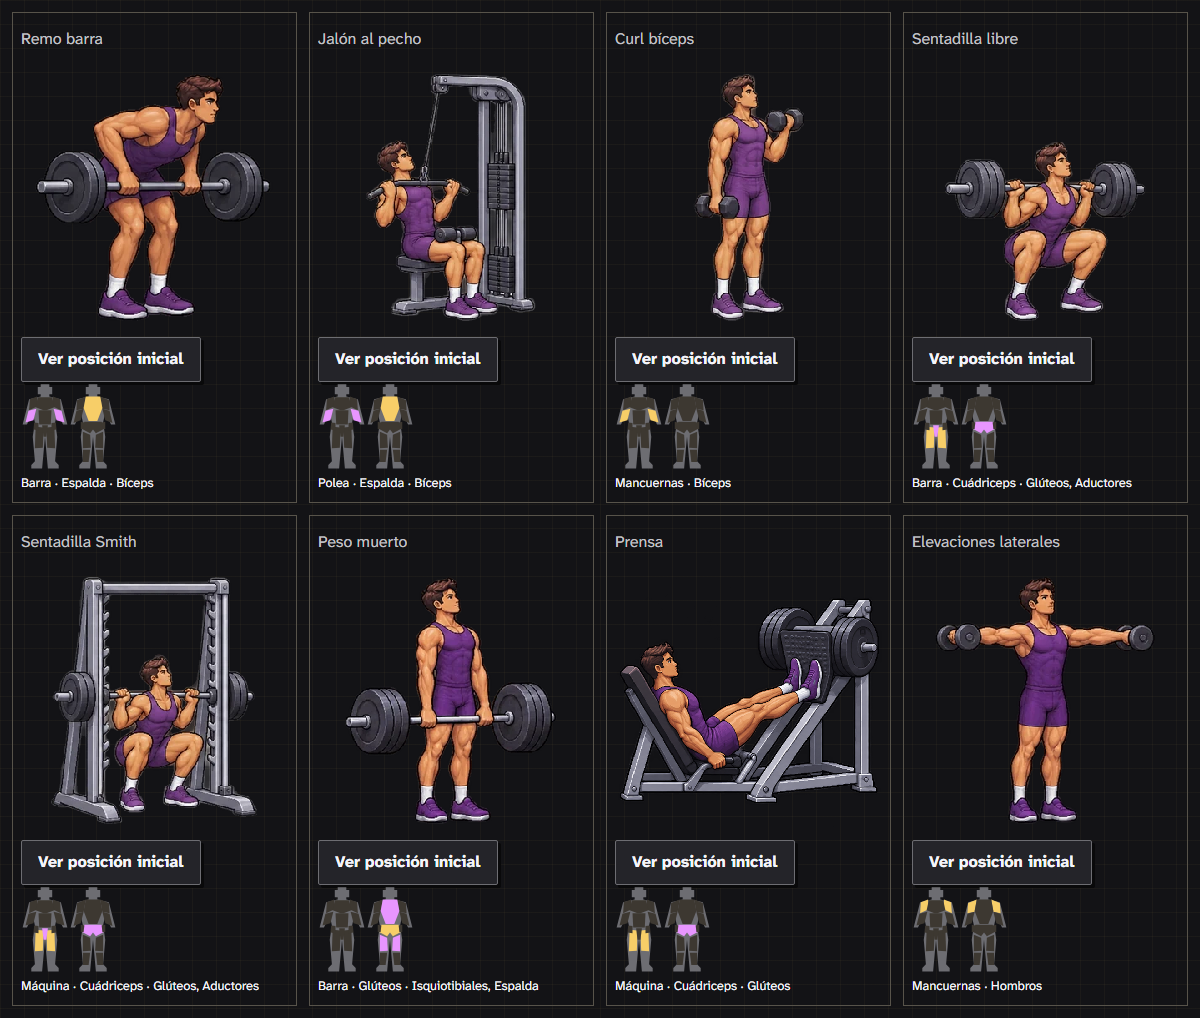 Remo barra
Jalón al pecho
Curl bíceps
Sentadilla libre
Ver posición inicial
Ver posición inicial
Ver posición inicial
Ver posición inicial
Barra · Espalda · Bíceps
Polea · Espalda · Bíceps
Mancuernas · Bíceps
Barra · Cuádriceps · Glúteos, Aductores
Sentadilla Smith
Peso muerto
Prensa
Elevaciones laterales
Ver posición inicial
Ver posición inicial
Ver posición inicial
Ver posición inicial
Máquina · Cuádriceps · Glúteos, Aductores
Barra · Glúteos · Isquiotibiales, Espalda
Máquina · Cuádriceps · Glúteos
Mancuernas · Hombros